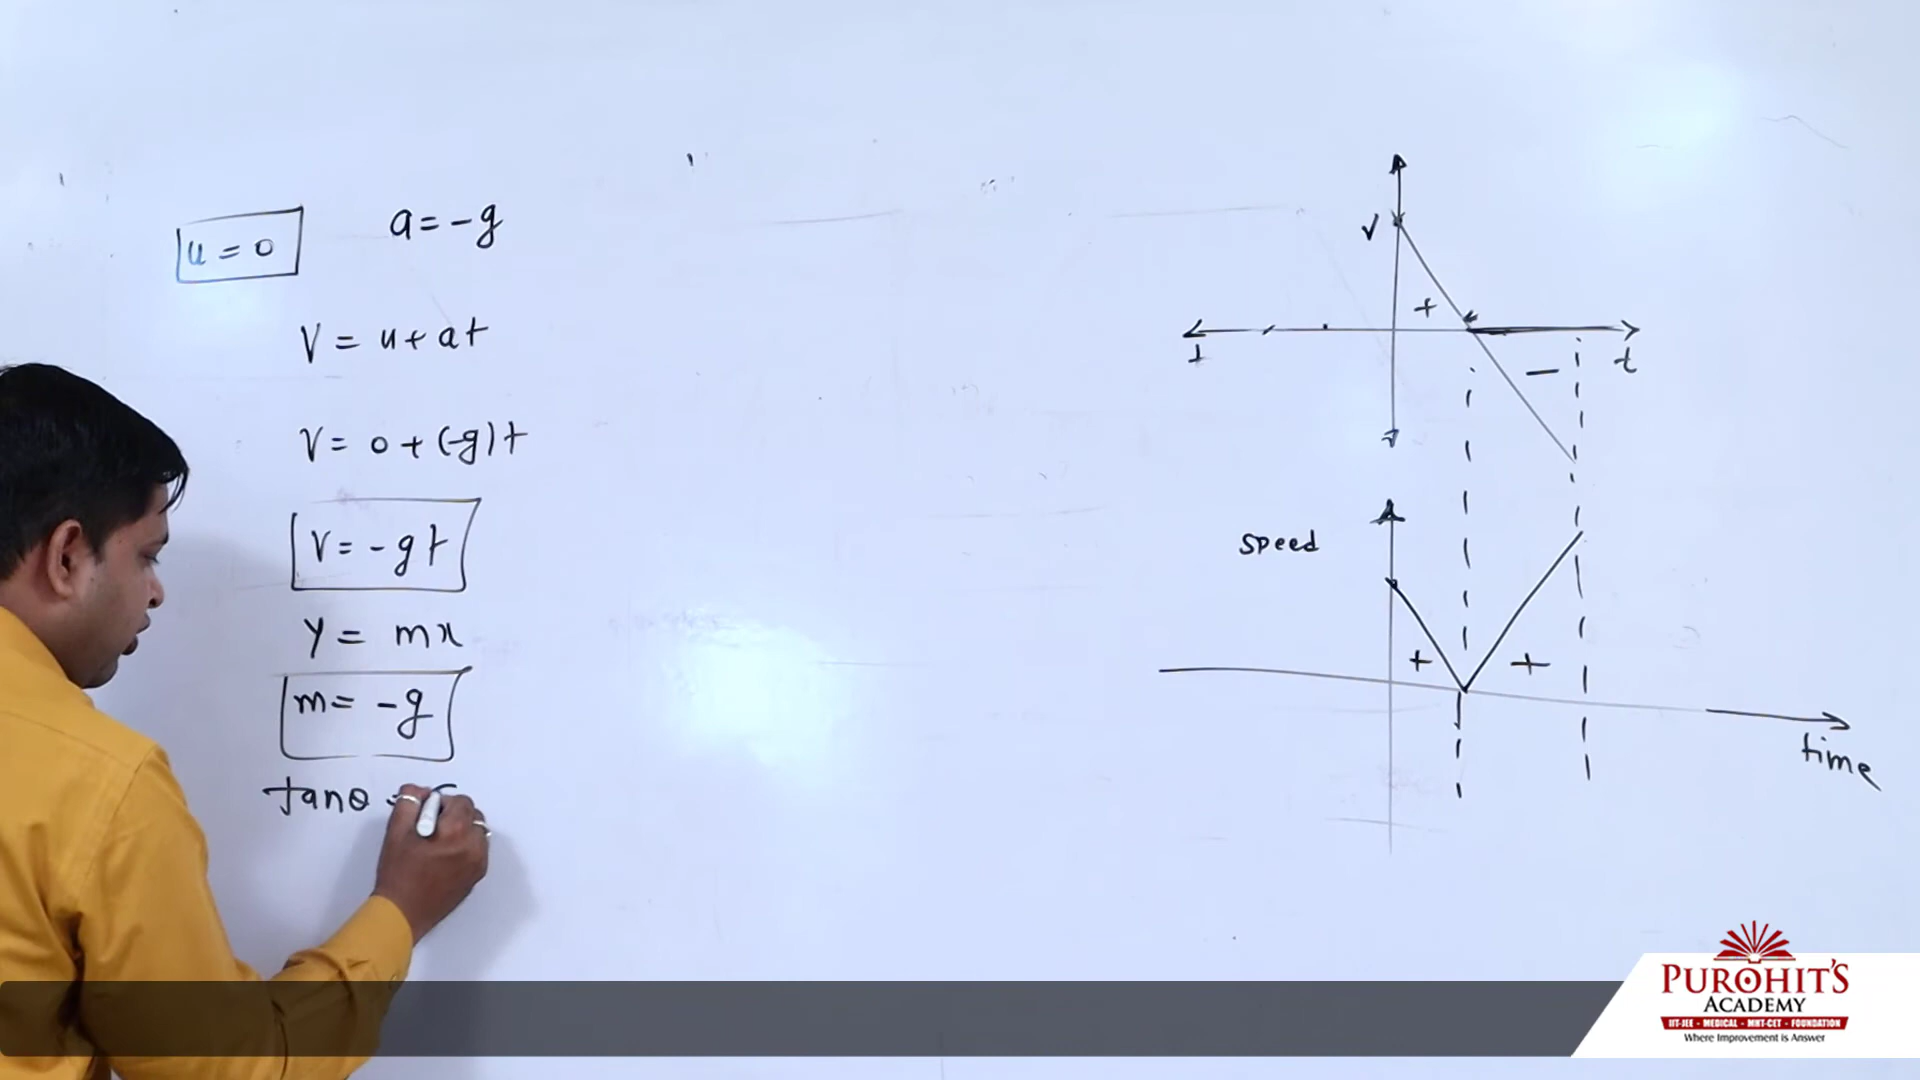 u = 0
a = -g
V = u + at
V = 0 + (-g)t
V = -gt
y = mx
m = -g
tanθ =
V
+
-
t
speed
+
+
time
PUROHIT'S
ACADEMY
IIT-JEE • MEDICAL • MHT-CET • FOUNDATION
Where Improvement is Answer